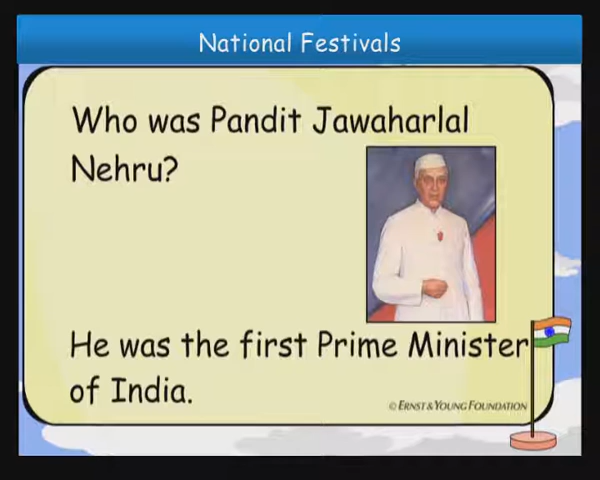 National Festivals
Who was Pandit Jawaharlal
Nehru?
He was the first Prime Minister
of India.
© ERNST & YOUNG FOUNDATION